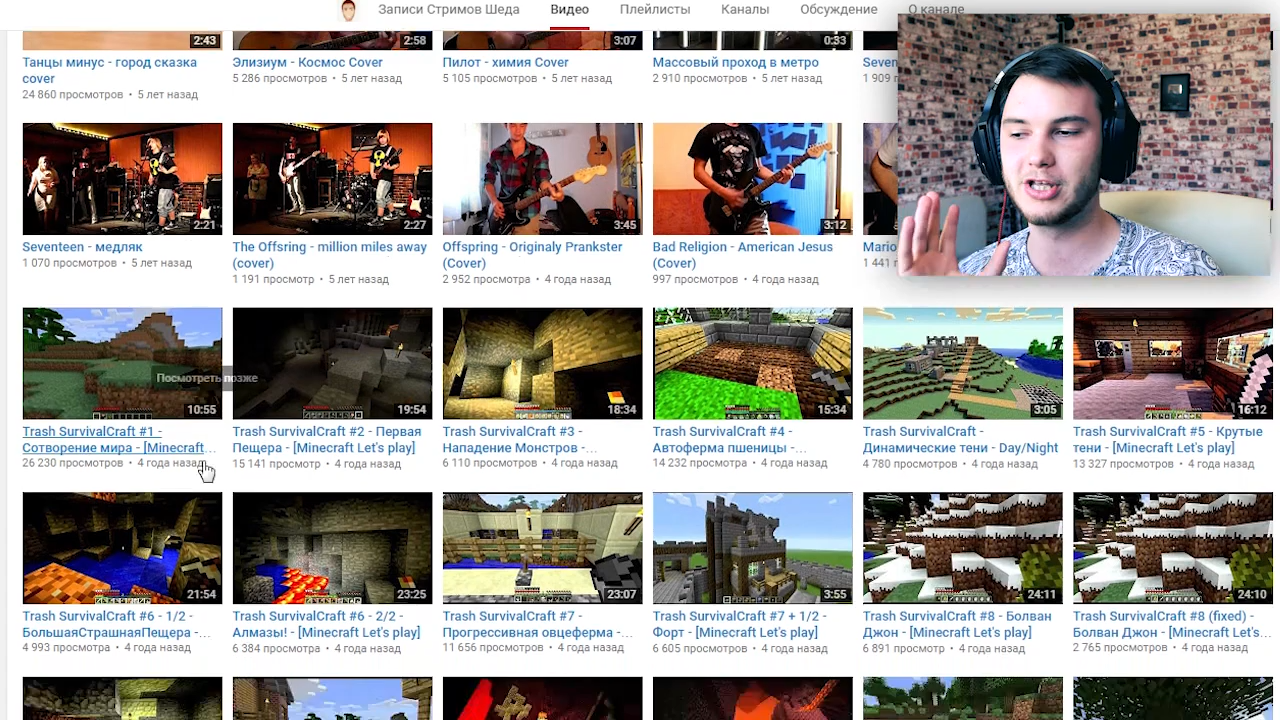 Записи Стримов Шеда
Видео
Плейлисты
Каналы
Обсуждение
О канале
2:43
2:58
3:07
0:33
Танцы минус - город сказка
cover
24 860 просмотров • 5 лет назад
Элизиум - Космос Cover
5 286 просмотров • 5 лет назад
Пилот - химия Cover
5 105 просмотров • 5 лет назад
Массовый проход в метро
2 910 просмотров • 5 лет назад
Seven
1 909
2:21
2:27
3:45
3:12
Seventeen - медляк
1 070 просмотров • 5 лет назад
The Offsring - million miles away
(cover)
1 191 просмотр • 5 лет назад
Offspring - Originaly Prankster
(Cover)
2 952 просмотра • 4 года назад
Bad Religion - American Jesus
(Cover)
997 просмотров • 4 года назад
Mario
1 441
Посмотреть позже
10:55
19:54
18:34
15:34
3:05
16:12
Trash SurvivalCraft #1 -
Сотворение мира - [Minecraft...
26 230 просмотров • 4 года назад
Trash SurvivalCraft #2 - Первая
Пещера - [Minecraft Let's play]
15 141 просмотр • 4 года назад
Trash SurvivalCraft #3 -
Нападение Монстров - ...
6 110 просмотров • 4 года назад
Trash SurvivalCraft #4 -
Автоферма пшеницы - ...
14 232 просмотра • 4 года назад
Trash SurvivalCraft -
Динамические тени - Day/Night
4 780 просмотров • 4 года назад
Trash SurvivalCraft #5 - Крутые
тени - [Minecraft Let's play]
13 327 просмотров • 4 года назад
21:54
23:25
23:07
3:55
24:11
24:10
Trash SurvivalCraft #6 - 1/2 -
БольшаяСтрашнаяПещера -...
4 993 просмотра • 4 года назад
Trash SurvivalCraft #6 - 2/2 -
Алмазы! - [Minecraft Let's play]
6 384 просмотра • 4 года назад
Trash SurvivalCraft #7 -
Прогрессивная овцеферма -...
11 656 просмотров • 4 года назад
Trash SurvivalCraft #7 + 1/2 -
Форт - [Minecraft Let's play]
6 605 просмотров • 4 года назад
Trash SurvivalCraft #8 - Болван
Джон - [Minecraft Let's play]
6 891 просмотр • 4 года назад
Trash SurvivalCraft #8 (fixed) -
Болван Джон - [Minecraft Let's...
2 765 просмотров • 4 года назад